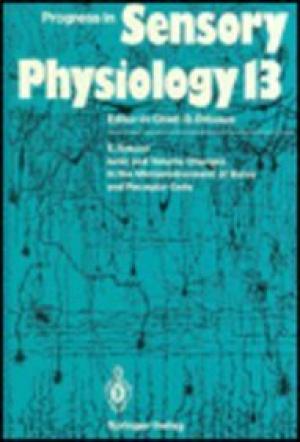 Progress in
Sensory
Physiology 13
Editor-in-Chief: D. Ottoson
Ionic and Volume Changes
in the Microenvironment of Nerve
and Receptor Cells
Springer-Verlag